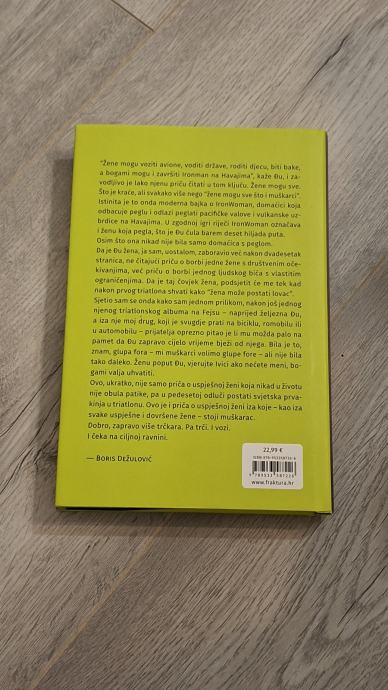 "Žene mogu voziti avione, voditi države, roditi djecu, biti bake,
a bogami mogu i završiti Ironman na Havajima", kaže Đu, i za-
vodljivo je lako njenu priču čitati u tom ključu. Žene mogu sve.
Što je kraće, ali svakako više nego "žene mogu sve što i muškarci".
Istinita je to onda moderna bajka o IronWoman, domaćici koja
odbacuje peglu i odlazi peglati pacifičke valove i vulkanske uz-
brdice na Havajima. U zgodnoj igri riječi IronWoman označava
i ženu koja pegla, što je Đu čula barem deset hiljada puta.
Osim što ona nikad nije bila samo domaćica s peglom.
Da je Đu žena, ja sam, uostalom, zaboravio već nakon dvadesetak
stranica, ne čitajući priču o borbi jedne žene s društvenim oče-
kivanjima, već priču o borbi jednog ljudskog bića s vlastitim
ograničenjima. Da je taj čovjek žena, podsjetit će me tek kad
nakon prvog triatlona shvati kako "žena može postati lovac".
Sjetio sam se onda kako sam jednom prilikom, nakon još jednog
njenog triatlonskog albuma na Fejsu – naprijed željezna Đu,
a iza nje moj drug, koji je svugdje prati na biciklu, romobilu ili
u automobilu – prijatelja oprezno pitao je li mu možda palo na
pamet da Đu zapravo cijelo vrijeme bježi od njega. Bila je to,
znam, glupa fora – mi muškarci volimo glupe fore – ali nije bila
tako daleko. Ženu poput Đu, vjerujte Ivici ako nećete meni, bo-
gami valja uhvatiti.
Ovo, ukratko, nije samo priča o uspješnoj ženi koja nikad u životu
nije obula patike, pa u pedesetoj odluči postati svjetska prva-
kinja u triatlonu. Ovo je i priča o uspješnoj ženi iza koje – kao iza
svake uspješne i dovršene žene – stoji muškarac.
Dobro, zapravo više trčkara. Pa trči. I vozi.
I čeka na ciljnoj ravnini.
— BORIS DEŽULOVIĆ
22,99 €
www.fraktura.hr